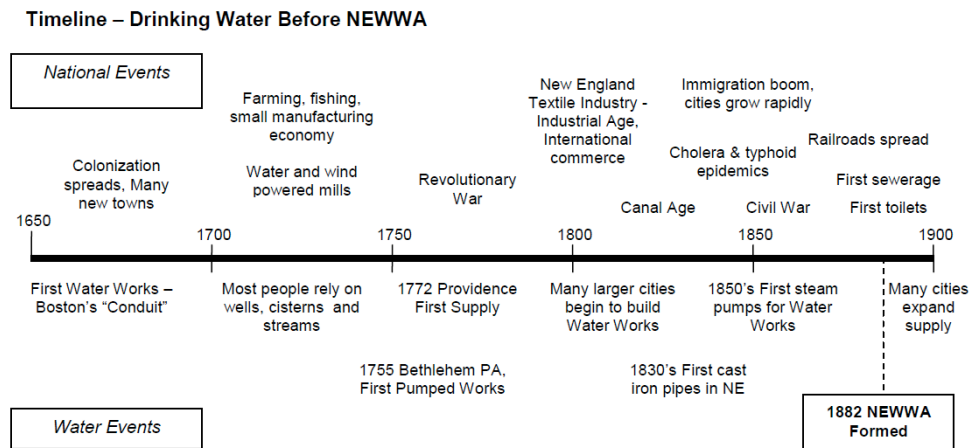 Timeline – Drinking Water Before NEWWA
National Events
Colonization
spreads, Many
new towns
Farming, fishing,
small manufacturing
economy
Water and wind
powered mills
Revolutionary
War
New England
Textile Industry -
Industrial Age,
International
commerce
Canal Age
Immigration boom,
cities grow rapidly
Cholera & typhoid
epidemics
Civil War
Railroads spread
First sewerage
First toilets
1650
1700
1750
1800
1850
1900
First Water Works –
Boston's “Conduit”
Most people rely on
wells, cisterns and
streams
1772 Providence
First Supply
1755 Bethlehem PA,
First Pumped Works
Many larger cities
begin to build
Water Works
1830's First cast
iron pipes in NE
1850's First steam
pumps for Water
Works
Many cities
expand
supply
1882 NEWWA
Formed
Water Events